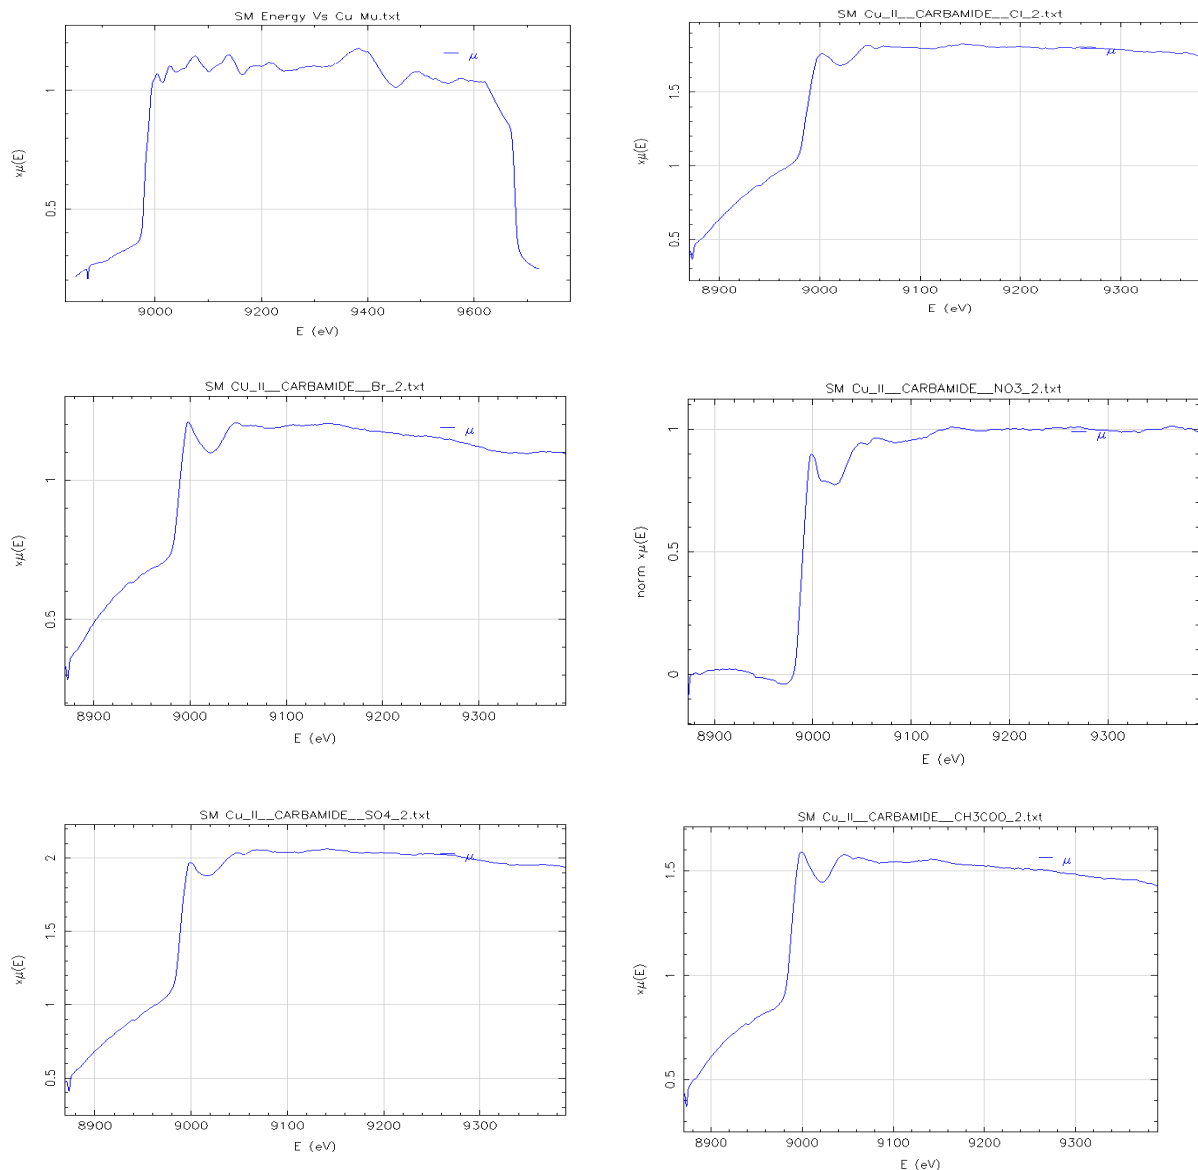 SM Energy Vs Cu Mu.txt
μ
1
0.5
xμ(E)
9000 9200 9400 9600
E (eV)
SM Cu_II__CARBAMIDE__Cl_2.txt
μ
1.5
1
0.5
xμ(E)
8900 9000 9100 9200 9300
E (eV)
SM CU_II__CARBAMIDE__Br_2.txt
μ
1
0.5
xμ(E)
8900 9000 9100 9200 9300
E (eV)
SM Cu_II__CARBAMIDE__NO3_2.txt
μ
1
0.5
0
norm xμ(E)
8900 9000 9100 9200 9300
E (eV)
SM Cu_II__CARBAMIDE__SO4_2.txt
μ
2
1.5
1
0.5
xμ(E)
8900 9000 9100 9200 9300
E (eV)
SM Cu_II__CARBAMIDE__CH3COO_2.txt
μ
1.5
1
0.5
xμ(E)
8900 9000 9100 9200 9300
E (eV)